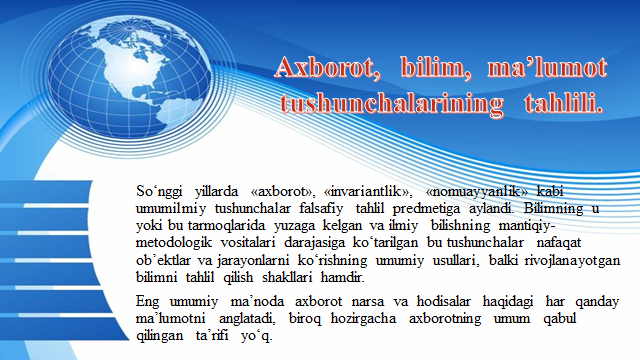 Axborot, bilim, ma’lumot
tushunchalarining tahlili.
So‘nggi yillarda «axborot», «invariantlik», «nomuayyanlik» kabi
umumilmiy tushunchalar falsafiy tahlil predmetiga aylandi. Bilimning u
yoki bu tarmoqlarida yuzaga kelgan va ilmiy bilishning mantiqiy-
metodologik vositalari darajasiga ko‘tarilgan bu tushunchalar nafaqat
ob’ektlar va jarayonlarni ko‘rishning umumiy usullari, balki rivojlanayotgan
bilimni tahlil qilish shakllari hamdir.
Eng umumiy ma’noda axborot narsa va hodisalar haqidagi har qanday
ma’lumotni anglatadi, biroq hozirgacha axborotning umum qabul
qilingan ta’rifi yo‘q.